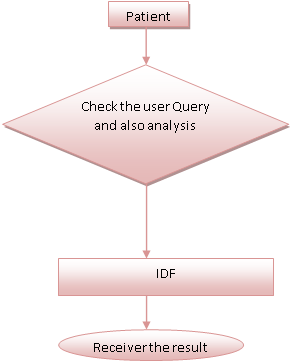 Patient
Check the user Query
and also analysis
IDF
Receiver the result